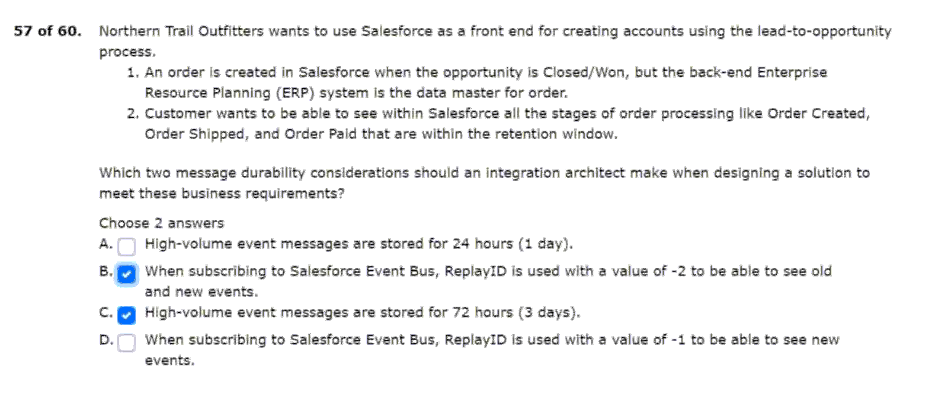 57 of 60. Northern Trail Outfitters wants to use Salesforce as a front end for creating accounts using the lead-to-opportunity
process.
1. An order is created in Salesforce when the opportunity is Closed/Won, but the back-end Enterprise
Resource Planning (ERP) system is the data master for order.
2. Customer wants to be able to see within Salesforce all the stages of order processing like Order Created,
Order Shipped, and Order Paid that are within the retention window.
Which two message durability considerations should an integration architect make when designing a solution to
meet these business requirements?
Choose 2 answers
A. High-volume event messages are stored for 24 hours (1 day).
B. When subscribing to Salesforce Event Bus, ReplayID is used with a value of -2 to be able to see old
and new events.
C. High-volume event messages are stored for 72 hours (3 days).
D. When subscribing to Salesforce Event Bus, ReplayID is used with a value of -1 to be able to see new
events.